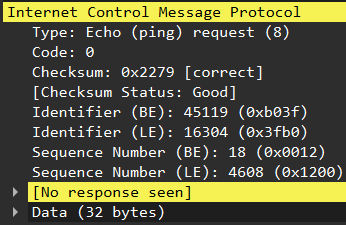 Internet Control Message Protocol
Type: Echo (ping) request (8)
Code: 0
Checksum: 0x2279 [correct]
[Checksum Status: Good]
Identifier (BE): 45119 (0xb03f)
Identifier (LE): 16304 (0x3fb0)
Sequence Number (BE): 18 (0x0012)
Sequence Number (LE): 4608 (0x1200)
[No response seen]
Data (32 bytes)